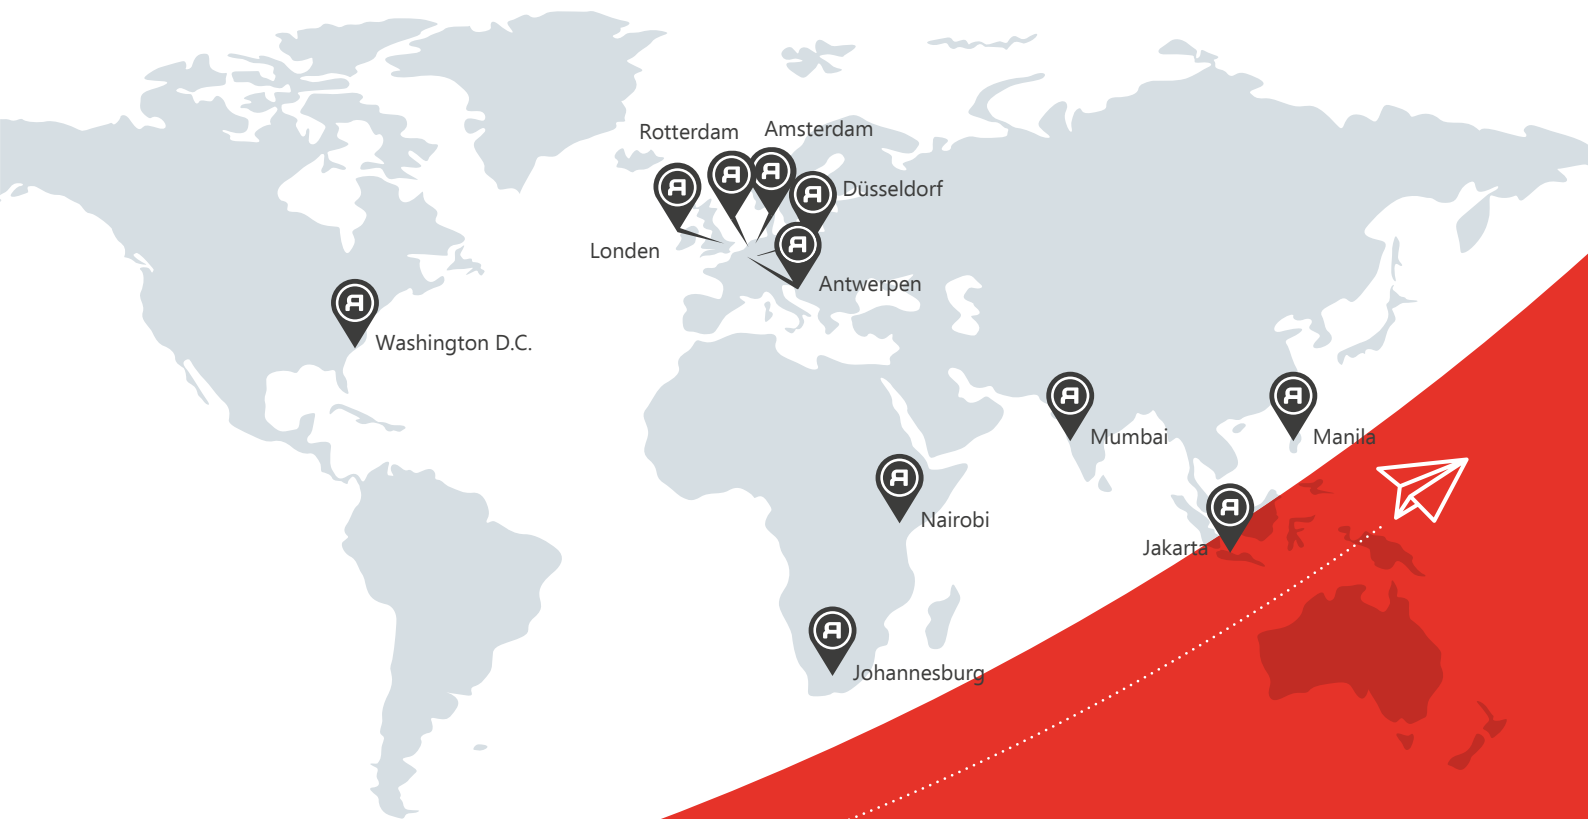 Rotterdam
Amsterdam
Düsseldorf
Londen
Antwerpen
Washington D.C.
Mumbai
Manila
Nairobi
Jakarta
Johannesburg